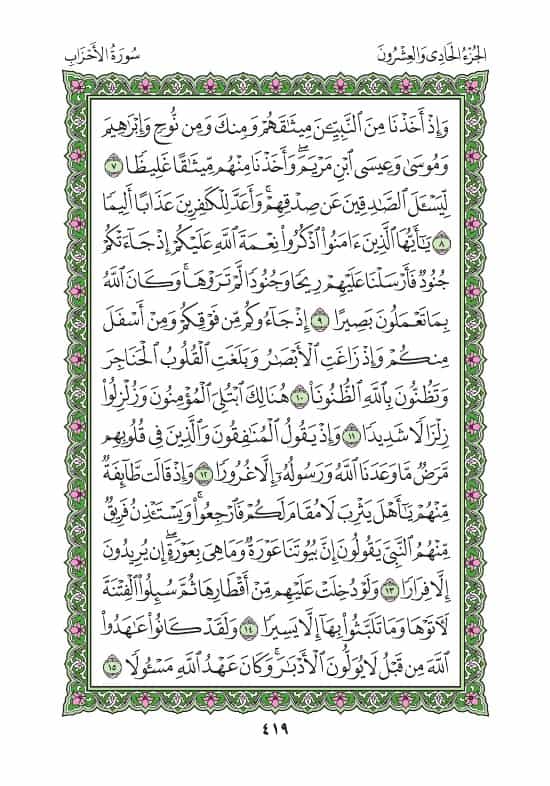 الجُزْءُ الحَادِى وَالعِشْرُونَ
سُورَةُ الأَحْزَابِ
وَإِذْ أَخَذْنَا مِنَ ٱلنَّبِيِّـۧنَ مِيثَٰقَهُمْ وَمِنكَ وَمِن نُّوحٍ وَإِبْرَٰهِيمَ
وَمُوسَىٰ وَعِيسَى ٱبْنِ مَرْيَمَۖ وَأَخَذْنَا مِنْهُم مِّيثَٰقًا غَلِيظًا ٧
لِّيَسْـَٔلَ ٱلصَّٰدِقِينَ عَن صِدْقِهِمْۚ وَأَعَدَّ لِلْكَٰفِرِينَ عَذَابًا أَلِيمًا
٨ يَٰٓأَيُّهَا ٱلَّذِينَ ءَامَنُوا۟ ٱذْكُرُوا۟ نِعْمَةَ ٱللَّهِ عَلَيْكُمْ إِذْ جَآءَتْكُمْ
جُنُودٌ فَأَرْسَلْنَا عَلَيْهِمْ رِيحًا وَجُنُودًا لَّمْ تَرَوْهَاۚ وَكَانَ ٱللَّهُ
بِمَا تَعْمَلُونَ بَصِيرًا ٩ إِذْ جَآءُوكُم مِّن فَوْقِكُمْ وَمِنْ أَسْفَلَ
مِنكُمْ وَإِذْ زَاغَتِ ٱلْأَبْصَٰرُ وَبَلَغَتِ ٱلْقُلُوبُ ٱلْحَنَاجِرَ
وَتَظُنُّونَ بِٱللَّهِ ٱلظُّنُونَا۠ ١٠ هُنَالِكَ ٱبْتُلِىَ ٱلْمُؤْمِنُونَ وَزُلْزِلُوا۟
زِلْزَالًا شَدِيدًا ١١ وَإِذْ يَقُولُ ٱلْمُنَٰفِقُونَ وَٱلَّذِينَ فِى قُلُوبِهِم
مَّرَضٌ مَّا وَعَدَنَا ٱللَّهُ وَرَسُولُهُۥٓ إِلَّا غُرُورًا ١٢ وَإِذْ قَالَت طَّآئِفَةٌ
مِّنْهُمْ يَٰٓأَهْلَ يَثْرِبَ لَا مُقَامَ لَكُمْ فَٱرْجِعُوا۟ۚ وَيَسْتَـْٔذِنُ فَرِيقٌ
مِّنْهُمُ ٱلنَّبِىَّ يَقُولُونَ إِنَّ بُيُوتَنَا عَوْرَةٌ وَمَا هِىَ بِعَوْرَةٍۖ إِن يُرِيدُونَ
إِلَّا فِرَارًا ١٣ وَلَوْ دُخِلَتْ عَلَيْهِم مِّنْ أَقْطَارِهَا ثُمَّ سُئِلُوا۟ ٱلْفِتْنَةَ
لَـَٔاتَوْهَا وَمَا تَلَبَّثُوا۟ بِهَآ إِلَّا يَسِيرًا ١٤ وَلَقَدْ كَانُوا۟ عَٰهَدُوا۟
ٱللَّهَ مِن قَبْلُ لَا يُوَلُّونَ ٱلْأَدْبَٰرَۚ وَكَانَ عَهْدُ ٱللَّهِ مَسْـُٔولًا ١٥
٤١٩